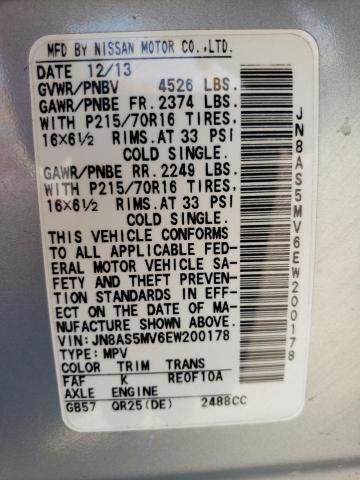 MFD BY NISSAN MOTOR CO.,LTD.
DATE 12/13
GVWR/PNBV 4526 LBS.
GAWR/PNBE FR. 2374 LBS.
WITH P215/70R16 TIRES,
16×6½ RIMS.AT 33 PSI
COLD SINGLE.
GAWR/PNBE RR. 2249 LBS.
WITH P215/70R16 TIRES,
16×6½ RIMS.AT 33 PSI
COLD SINGLE.
THIS VEHICLE CONFORMS
TO ALL APPLICABLE FED-
ERAL MOTOR VEHICLE SA-
FETY AND THEFT PREVEN-
TION STANDARDS IN EFF-
ECT ON THE DATE OF MA-
NUFACTURE SHOWN ABOVE.
VIN:JN8AS5MV6EW200178
TYPE:MPV
COLOR TRIM TRANS
FAF K RE0F10A
AXLE ENGINE
GB57 QR25(DE) 2488CC
JN8AS5MV6EW200178